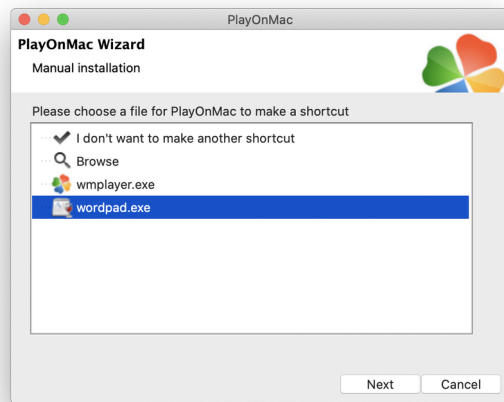 PlayOnMac
PlayOnMac Wizard
Manual installation
Please choose a file for PlayOnMac to make a shortcut
I don't want to make another shortcut
Browse
wmplayer.exe
wordpad.exe
Next
Cancel